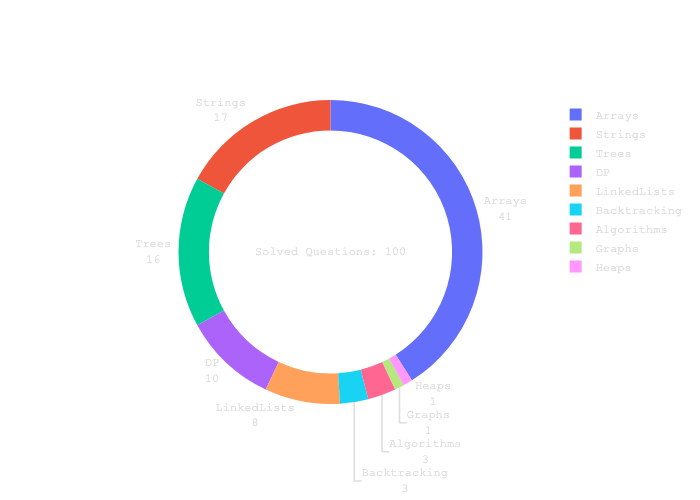 Strings
17
Arrays
41
Trees
16
Solved Questions: 100
DP
10
LinkedLists
8
Heaps
1
Graphs
1
Algorithms
3
Backtracking
3
Arrays
Strings
Trees
DP
LinkedLists
Backtracking
Algorithms
Graphs
Heaps